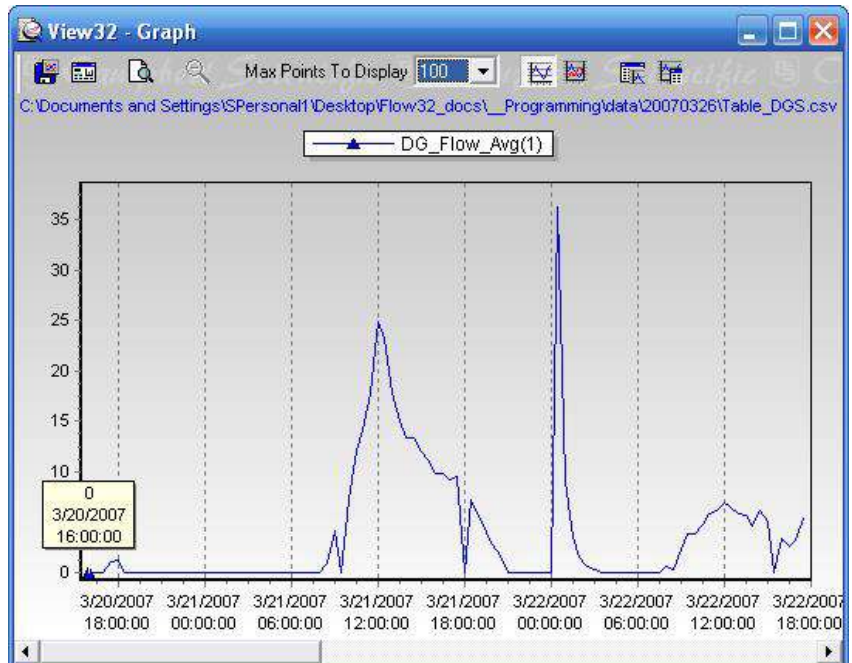 View32 - Graph
Max Points To Display 100
C:\Documents and Settings\SPersonal1\Desktop\Flow32_docs\__Programming\data\20070326\Table_DGS.csv
DG_Flow_Avg(1)
35
30
25
20
15
10
0
3/20/2007
16:00:00
0
3/20/2007 3/21/2007 3/21/2007 3/21/2007 3/21/2007 3/22/2007 3/22/2007 3/22/2007 3/22/2007
18:00:00 00:00:00 06:00:00 12:00:00 18:00:00 00:00:00 06:00:00 12:00:00 18:00:00